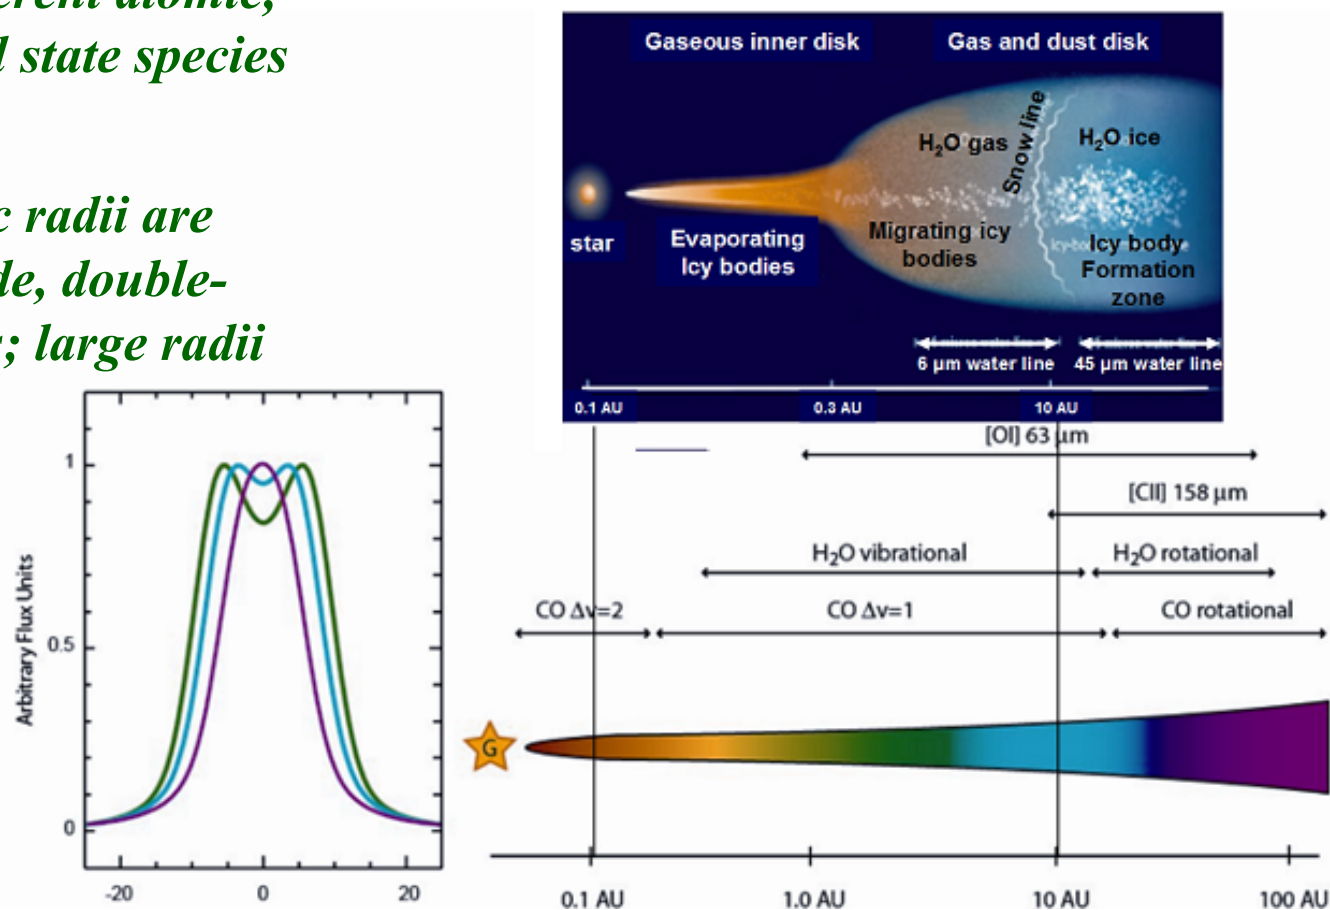 erent atomic,
state species
radii are
de, double-
; large radii
Gaseous inner disk
Gas and dust disk
H₂O gas
Snow line
H₂O ice
star
Evaporating
Icy bodies
Migrating icy
bodies
Icy body
Formation
zone
6 µm water line
45 µm water line
0.1 AU
0.3 AU
10 AU
[OI] 63 µm
[CII] 158 µm
H₂O vibrational
H₂O rotational
CO Δv=2
CO Δv=1
CO rotational
G
0.1 AU
1.0 AU
10 AU
100 AU
Arbitrary Flux Units
1
0.5
0
-20
0
20